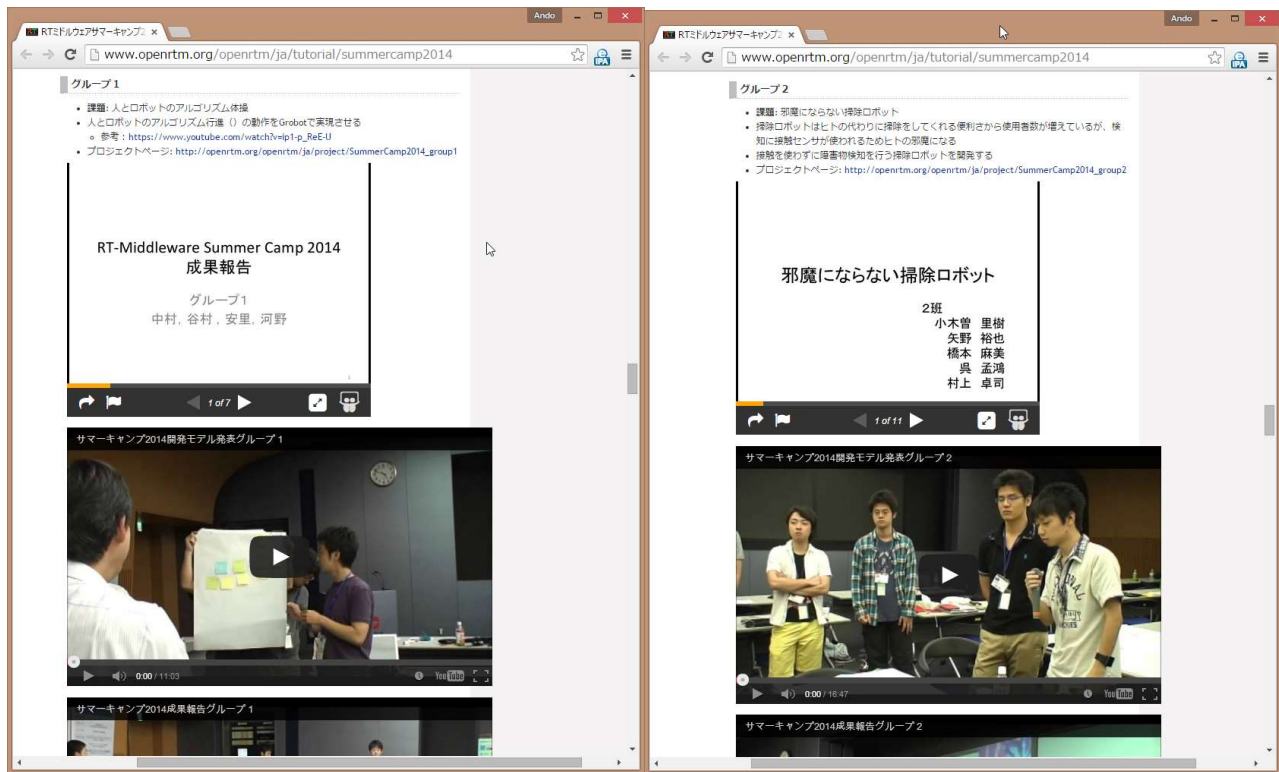 Ando
RTミドルウェアサマーキャンプ2
www.openrtm.org/openrtm/ja/tutorial/summercamp2014
IPA
グループ 1
課題: 人とロボットのアルゴリズム体操
人とロボットのアルゴリズム行進（）の動作をGrobotで実現させる
参考 : https://www.youtube.com/watch?v=ip1-p_ReE-U
プロジェクトページ: http://openrtm.org/openrtm/ja/project/SummerCamp2014_group1
RT-Middleware Summer Camp 2014
成果報告
グループ1
中村, 谷村 , 安里, 河野
1
1 of 7
サマーキャンプ2014開発モデル発表グループ 1
0:00 / 11:03
YouTube
サマーキャンプ2014成果報告グループ 1
Ando
RTミドルウェアサマーキャンプ2
www.openrtm.org/openrtm/ja/tutorial/summercamp2014
IPA
グループ 2
課題: 邪魔にならない掃除ロボット
掃除ロボットはヒトの代わりに掃除をしてくれる便利さから使用者数が増えているが、検
知に接触センサが使われるためヒトの邪魔になる
接触を使わずに障害物検知を行う掃除ロボットを開発する
プロジェクトページ: http://openrtm.org/openrtm/ja/project/SummerCamp2014_group2
邪魔にならない掃除ロボット
2班
小木曽 里樹
矢野 裕也
橋本 麻美
呉 孟鴻
村上 卓司
1 of 11
サマーキャンプ2014開発モデル発表グループ 2
0:00 / 16:47
YouTube
サマーキャンプ2014成果報告グループ 2